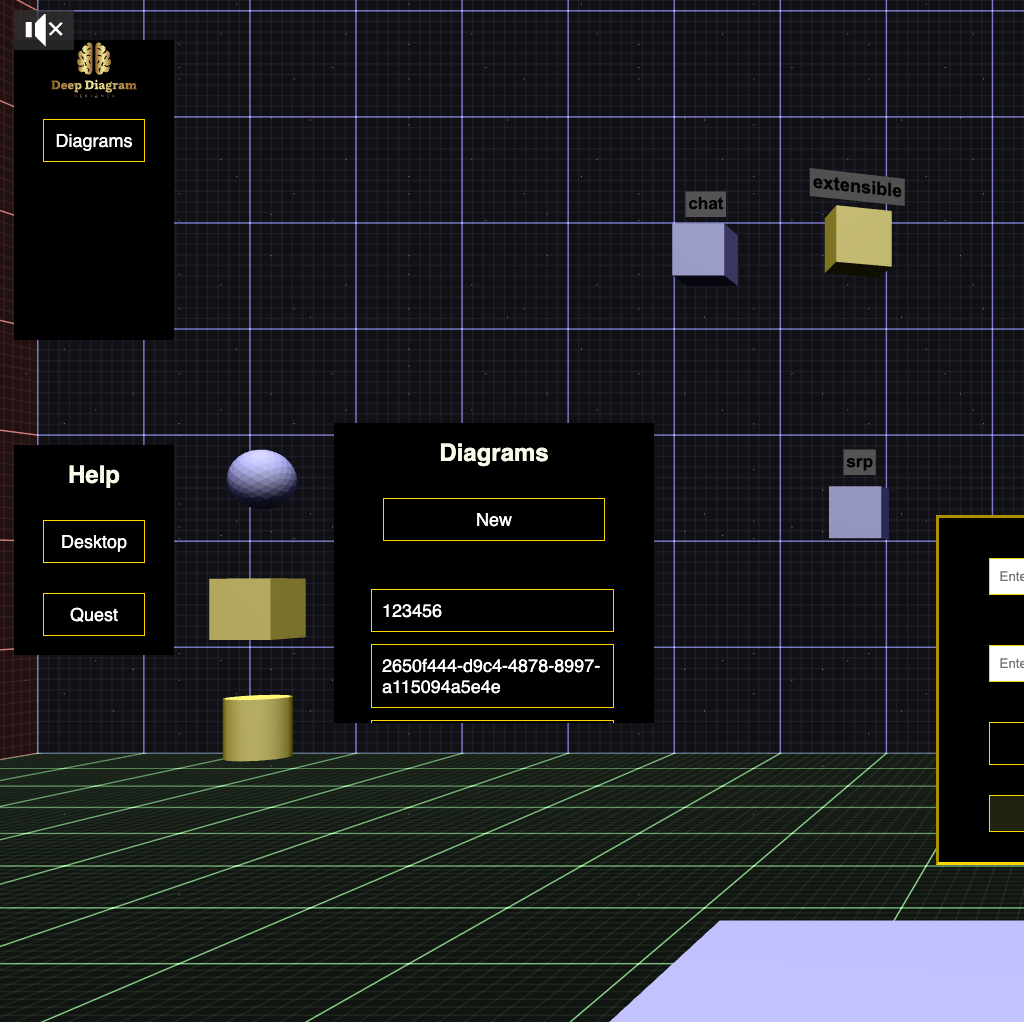 Deep Diagram
Diagrams
chat
extensible
Help
Desktop
Quest
Diagrams
New
123456
2650f444-d9c4-4878-8997-
a115094a5e4e
srp
Ente
Ente